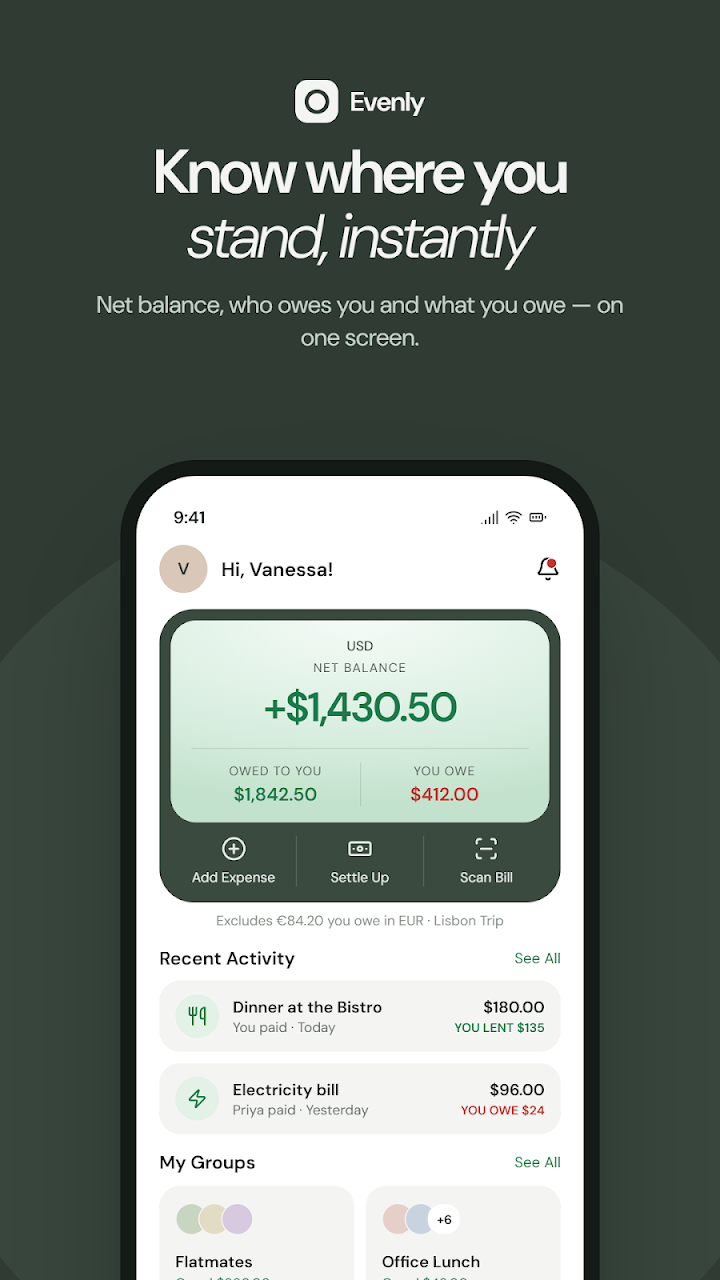 Evenly
Know where you
stand, instantly
Net balance, who owes you and what you owe — on
one screen.
9:41
V
Hi, Vanessa!
USD
NET BALANCE
+$1,430.50
OWED TO YOU
YOU OWE
$1,842.50
$412.00
Add Expense
Settle Up
Scan Bill
Excludes €84.20 you owe in EUR · Lisbon Trip
Recent Activity
See All
Dinner at the Bistro
$180.00
You paid · Today
YOU LENT $135
Electricity bill
$96.00
Priya paid · Yesterday
YOU OWE $24
My Groups
See All
+6
Flatmates
Office Lunch